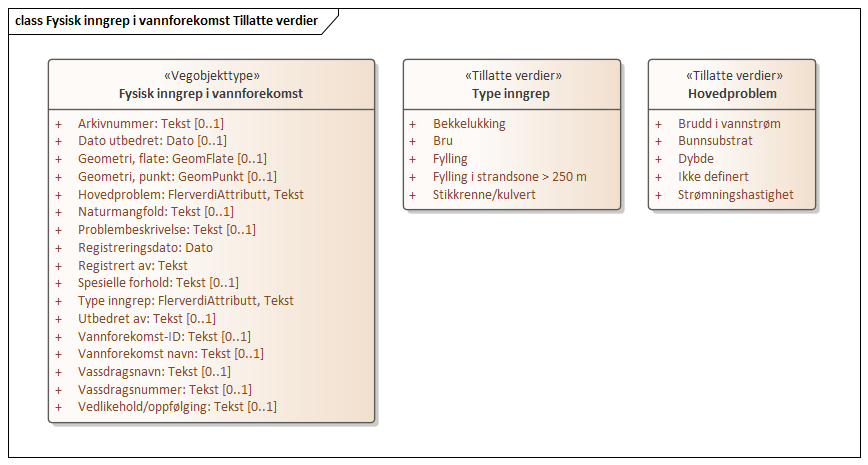 class Fysisk inngrep i vannforekomst Tillatte verdier
«Vegobjekttype»
Fysisk inngrep i vannforekomst
+ Arkivnummer: Tekst [0..1]
+ Dato utbedret: Dato [0..1]
+ Geometri, flate: GeomFlate [0..1]
+ Geometri, punkt: GeomPunkt [0..1]
+ Hovedproblem: FlerverdiAttributt, Tekst
+ Naturmangfold: Tekst [0..1]
+ Problembeskrivelse: Tekst [0..1]
+ Registreringsdato: Dato
+ Registrert av: Tekst
+ Spesielle forhold: Tekst [0..1]
+ Type inngrep: FlerverdiAttributt, Tekst
+ Utbedret av: Tekst [0..1]
+ Vannforekomst-ID: Tekst [0..1]
+ Vannforekomst navn: Tekst [0..1]
+ Vassdragsnavn: Tekst [0..1]
+ Vassdragsnummer: Tekst [0..1]
+ Vedlikehold/oppfølging: Tekst [0..1]
«Tillatte verdier»
Type inngrep
+ Bekkelukking
+ Bru
+ Fylling
+ Fylling i strandsone > 250 m
+ Stikkrenne/kulvert
«Tillatte verdier»
Hovedproblem
+ Brudd i vannstrøm
+ Bunnsubstrat
+ Dybde
+ Ikke definert
+ Strømningshastighet